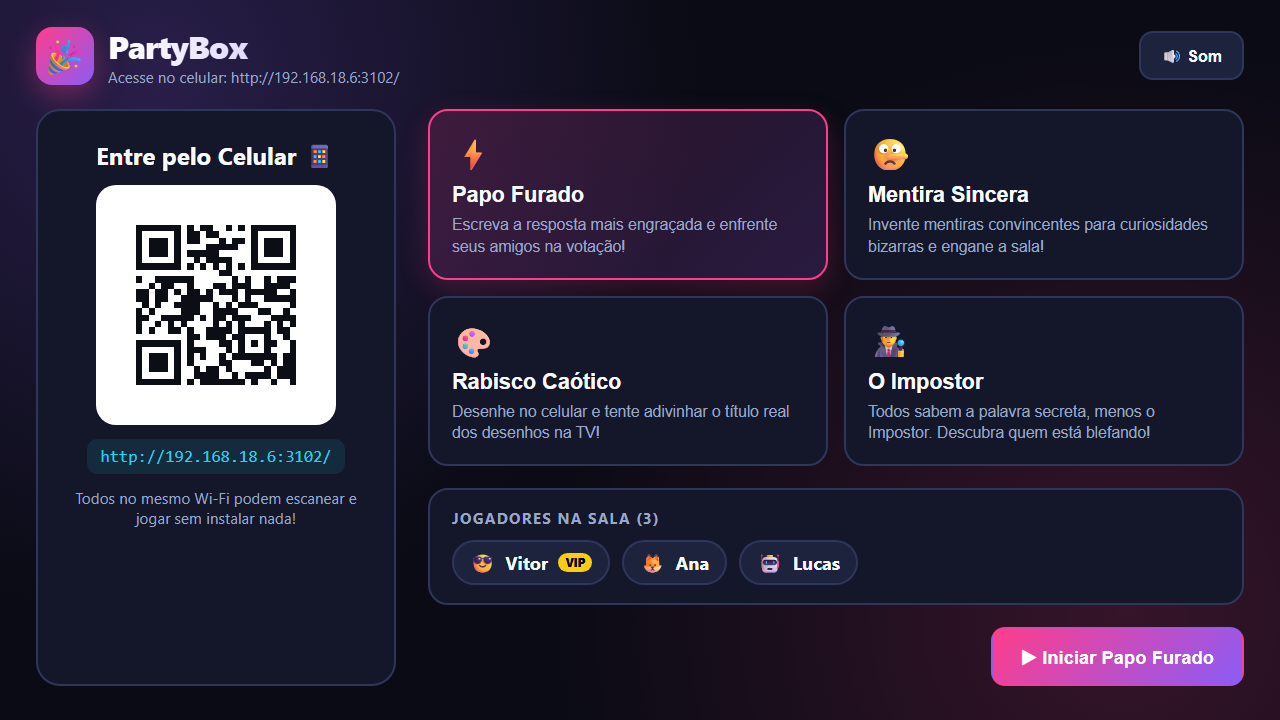 PartyBox
Acesse no celular: http://192.168.18.6:3102/
Som
Entre pelo Celular
http://192.168.18.6:3102/
Todos no mesmo Wi-Fi podem escanear e
jogar sem instalar nada!
Papo Furado
Escreva a resposta mais engraçada e enfrente
seus amigos na votação!
Mentira Sincera
Invente mentiras convincentes para curiosidades
bizarras e engane a sala!
Rabisco Caótico
Desenhe no celular e tente adivinhar o título real
dos desenhos na TV!
O Impostor
Todos sabem a palavra secreta, menos o
Impostor. Descubra quem está blefando!
JOGADORES NA SALA (3)
Vitor VIP
Ana
Lucas
▶ Iniciar Papo Furado